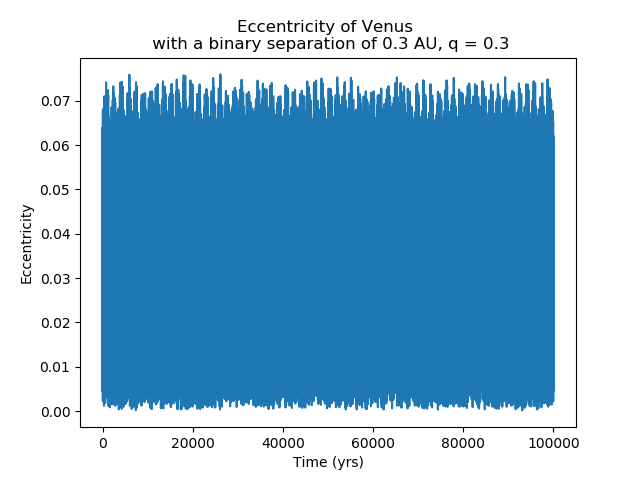 Eccentricity of Venus
with a binary separation of 0.3 AU, q = 0.3
0.07
0.06
0.05
0.04
0.03
0.02
0.01
0.00
Eccentricity
0 20000 40000 60000 80000 100000
Time (yrs)